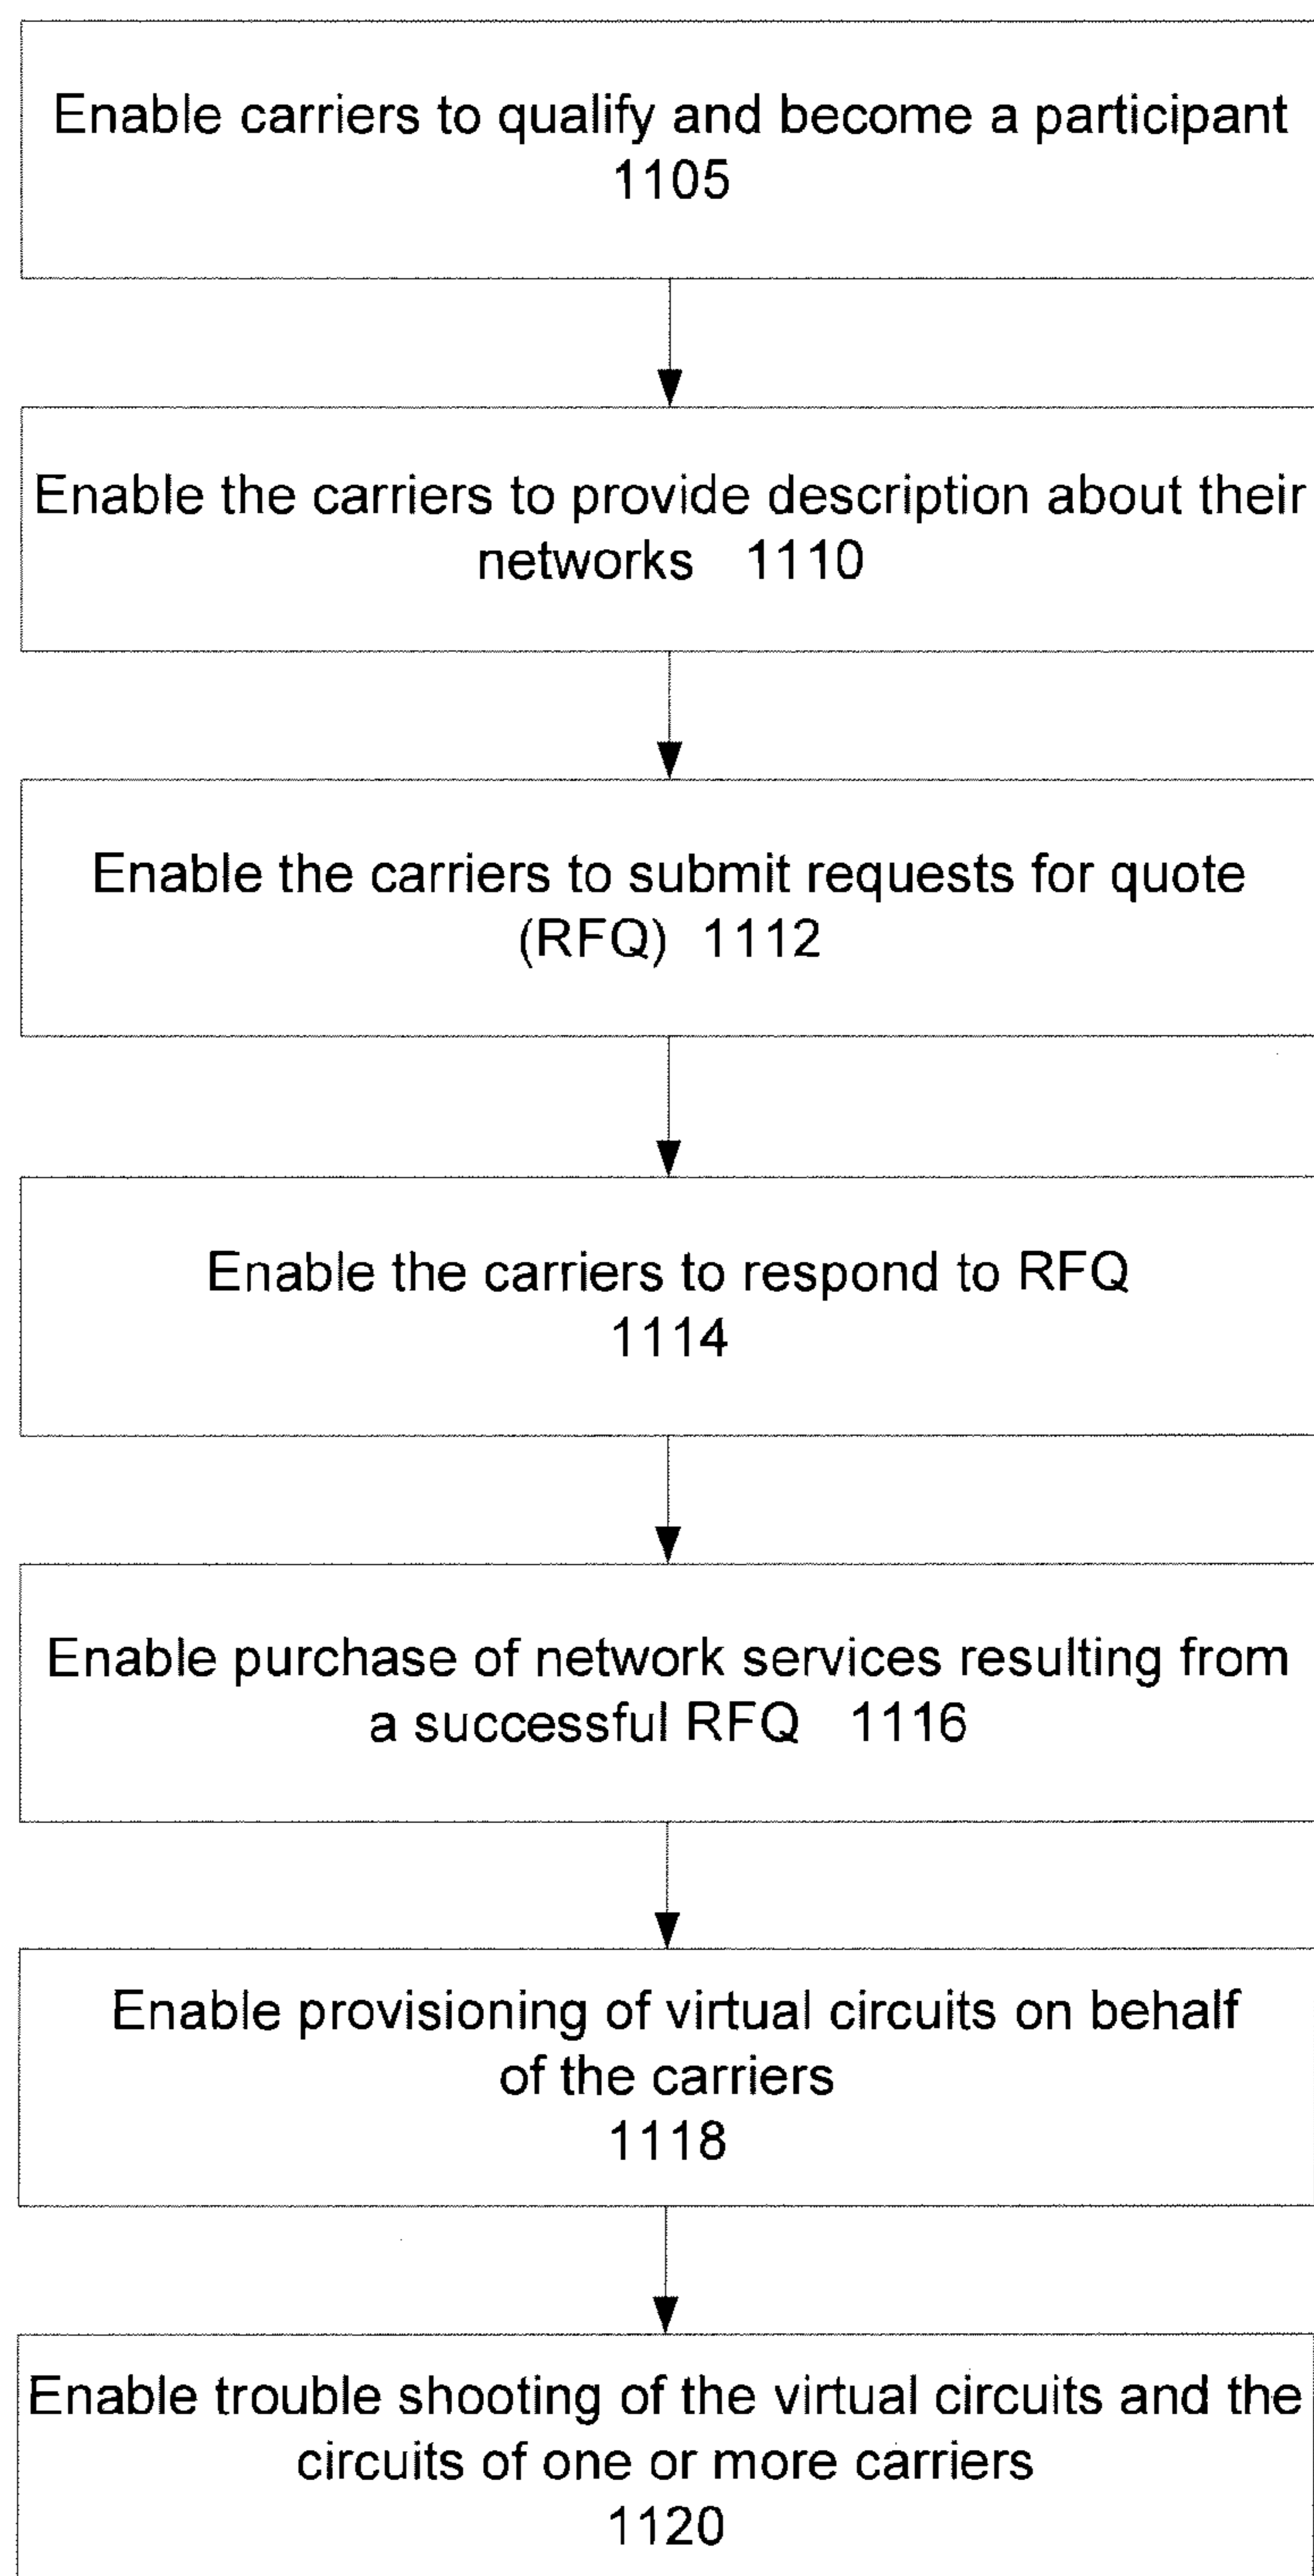 Enable carriers to qualify and become a participant
1105
Enable the carriers to provide description about their
networks 1110
Enable the carriers to submit requests for quote
(RFQ) 1112
Enable the carriers to respond to RFQ
1114
Enable purchase of network services resulting from
a successful RFQ 1116
Enable provisioning of virtual circuits on behalf
of the carriers
1118
Enable trouble shooting of the virtual circuits and the
circuits of one or more carriers
1120